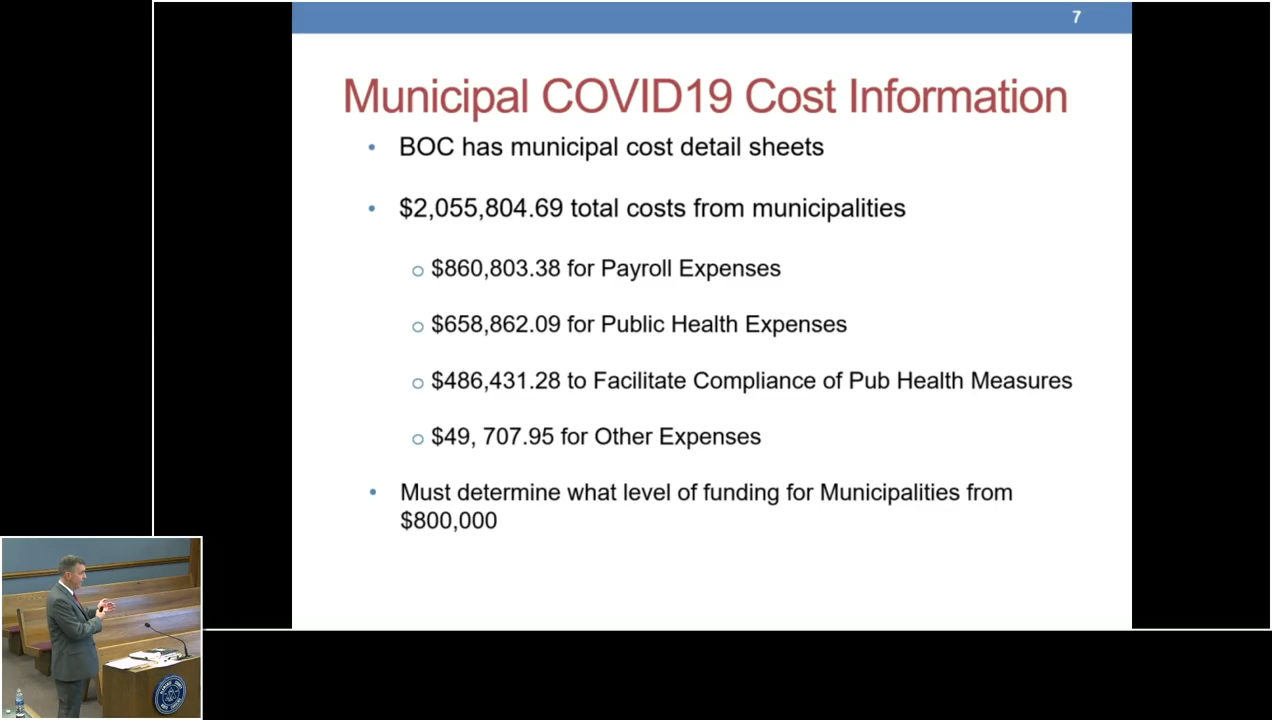 7
Municipal COVID19 Cost Information
• BOC has municipal cost detail sheets
• $2,055,804.69 total costs from municipalities
o $860,803.38 for Payroll Expenses
o $658,862.09 for Public Health Expenses
o $486,431.28 to Facilitate Compliance of Pub Health Measures
o $49, 707.95 for Other Expenses
• Must determine what level of funding for Municipalities from
$800,000